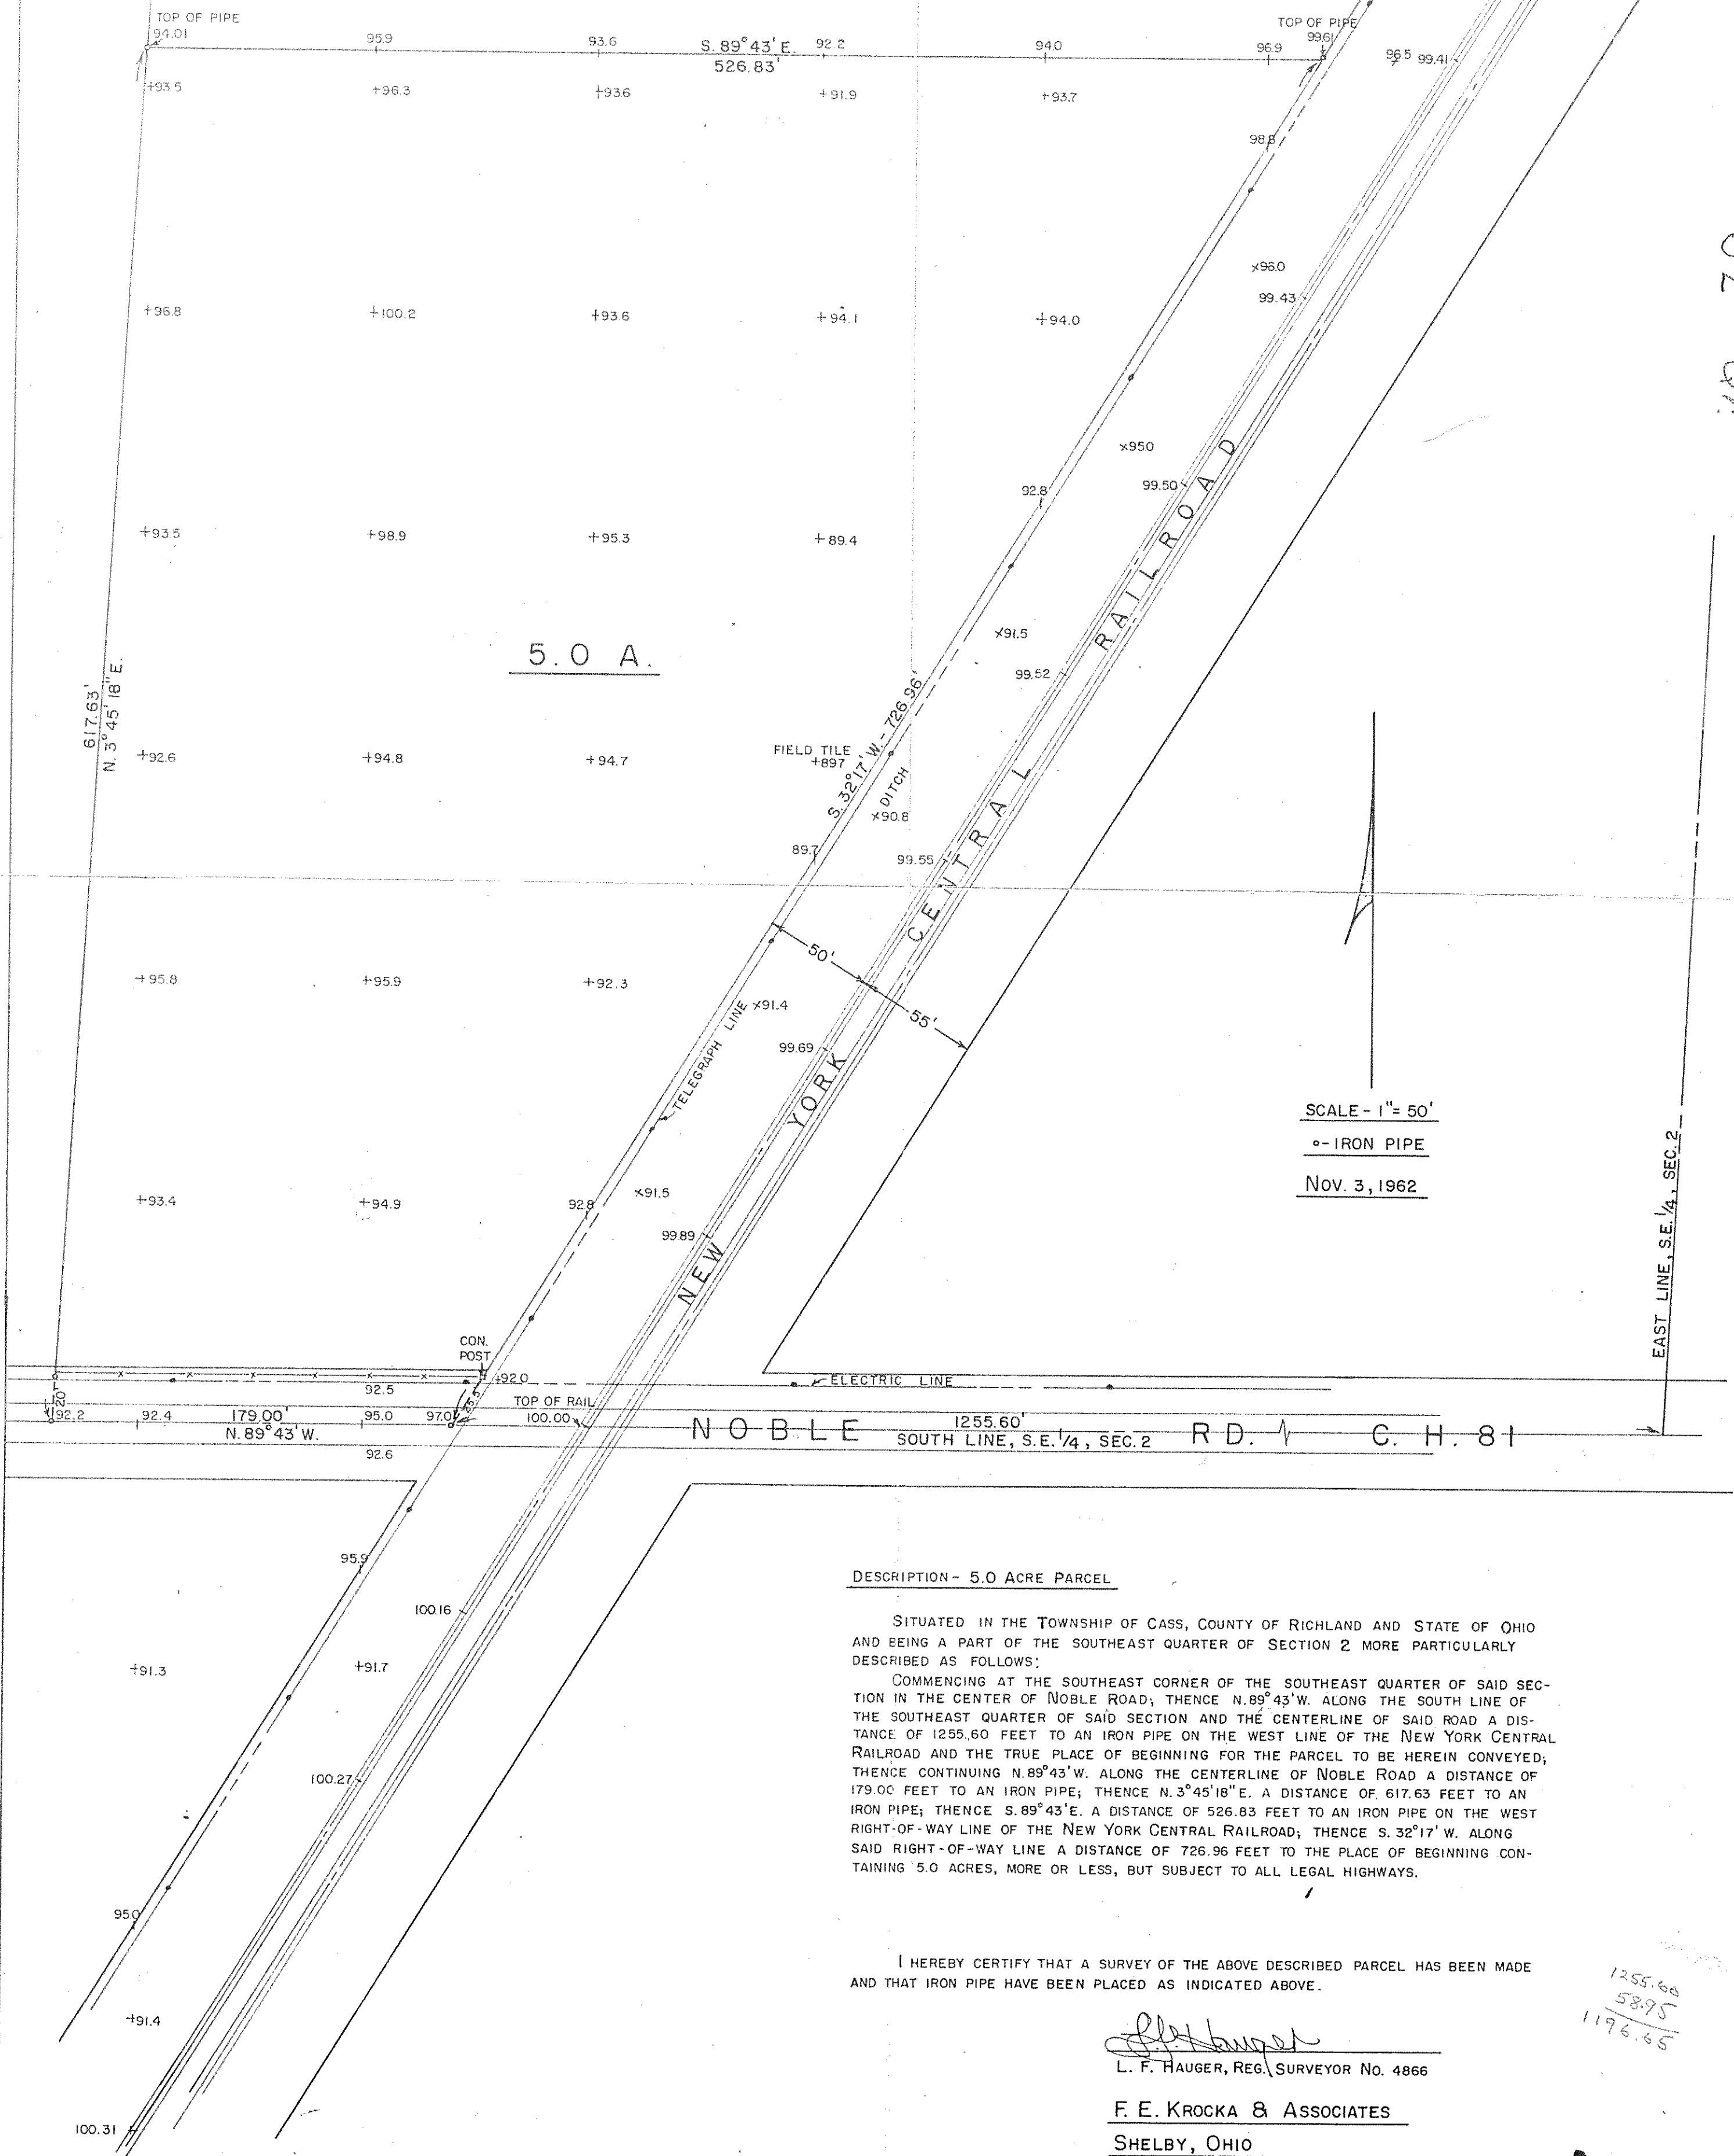 TOP OF PIPE
94.01
95.9
93.6
S. 89°43' E.
526.83'
92.2
94.0
TOP OF PIPE
99.61
96.9
96.5
99.41
+93.5
+96.3
+93.6
+91.9
+93.7
98.8
x96.0
99.43
+96.8
+100.2
+93.6
+94.1
+94.0
x950
92.8
99.50
+93.5
+98.9
+95.3
+89.4
x91.5
5.0 A.
99.52
617.63'
N. 3°45'18"E.
S. 32°17' W.- 726.96'
+92.6
+94.8
+94.7
FIELD TILE
+897
DITCH
x90.8
89.7
99.55
50'
55'
+95.8
+95.9
+92.3
x91.4
TELEGRAPH LINE
99.69
NEW YORK CENTRAL RAILROAD
SCALE - 1"= 50'
o- IRON PIPE
NOV. 3, 1962
EAST LINE, S.E. 1/4, SEC. 2
+93.4
+94.9
92.8
x91.5
99.89
CON.
POST
+92.0
ELECTRIC LINE
20'
92.5
TOP OF RAIL
92.2
92.4
179.00'
N. 89°43' W.
95.0
97.0
100.00
NOBLE RD. C. H. 81
1255.60'
SOUTH LINE, S.E. 1/4, SEC. 2
92.6
95.9
100.16
+91.3
+91.7
100.27
95.0
+91.4
100.31
DESCRIPTION - 5.0 ACRE PARCEL
SITUATED IN THE TOWNSHIP OF CASS, COUNTY OF RICHLAND AND STATE OF OHIO
AND BEING A PART OF THE SOUTHEAST QUARTER OF SECTION 2 MORE PARTICULARLY
DESCRIBED AS FOLLOWS:
COMMENCING AT THE SOUTHEAST CORNER OF THE SOUTHEAST QUARTER OF SAID SEC-
TION IN THE CENTER OF NOBLE ROAD; THENCE N.89°43'W. ALONG THE SOUTH LINE OF
THE SOUTHEAST QUARTER OF SAID SECTION AND THE CENTERLINE OF SAID ROAD A DIS-
TANCE OF 1255.60 FEET TO AN IRON PIPE ON THE WEST LINE OF THE NEW YORK CENTRAL
RAILROAD AND THE TRUE PLACE OF BEGINNING FOR THE PARCEL TO BE HEREIN CONVEYED;
THENCE CONTINUING N.89°43'W. ALONG THE CENTERLINE OF NOBLE ROAD A DISTANCE OF
179.00 FEET TO AN IRON PIPE; THENCE N.3°45'18"E. A DISTANCE OF 617.63 FEET TO AN
IRON PIPE; THENCE S.89°43'E. A DISTANCE OF 526.83 FEET TO AN IRON PIPE ON THE WEST
RIGHT-OF-WAY LINE OF THE NEW YORK CENTRAL RAILROAD; THENCE S. 32°17' W. ALONG
SAID RIGHT-OF-WAY LINE A DISTANCE OF 726.96 FEET TO THE PLACE OF BEGINNING CON-
TAINING 5.0 ACRES, MORE OR LESS, BUT SUBJECT TO ALL LEGAL HIGHWAYS.
I HEREBY CERTIFY THAT A SURVEY OF THE ABOVE DESCRIBED PARCEL HAS BEEN MADE
AND THAT IRON PIPE HAVE BEEN PLACED AS INDICATED ABOVE.
L. F. Hauger
L. F. HAUGER, REG. SURVEYOR NO. 4866
F. E. KROCKA & ASSOCIATES
SHELBY, OHIO
1255.60
58.95
1196.65